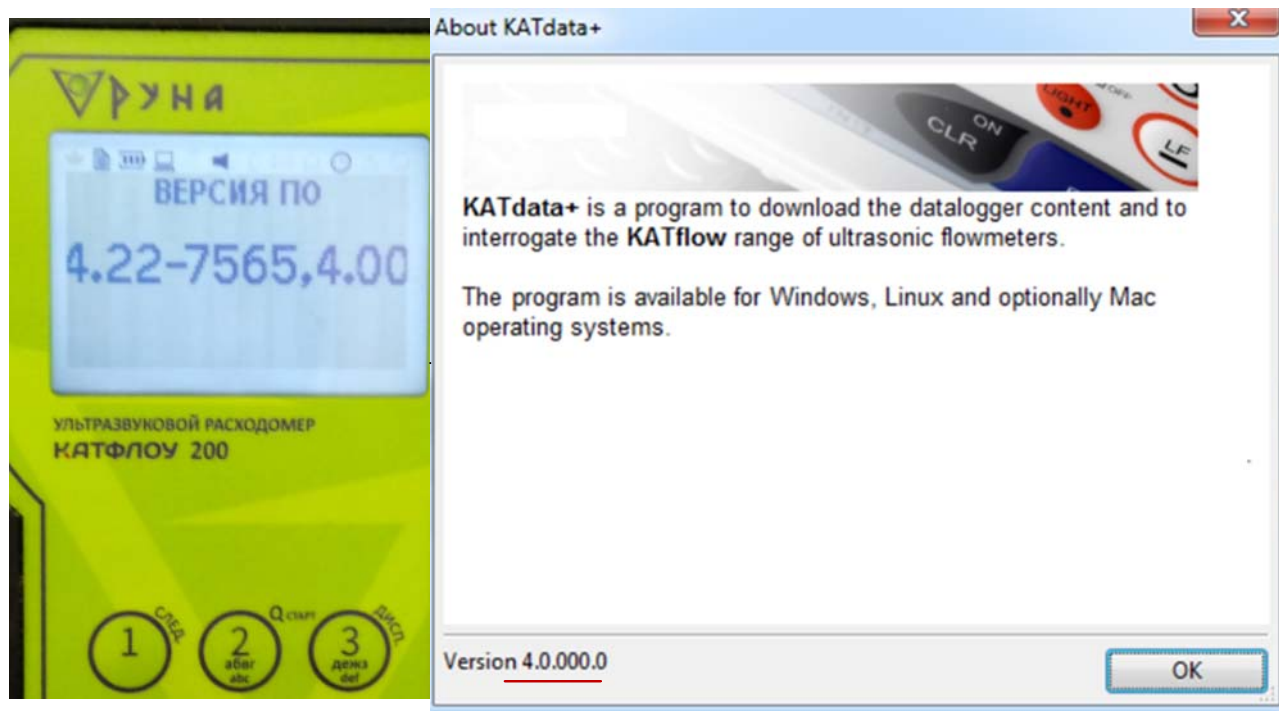 руна
ВЕРСИЯ ПО
4.22-7565,4.00
УЛЬТРАЗВУКОВОЙ РАСХОДОМЕР
КАТФЛОУ 200
1
СЛЕД.
2
абвг
abc
Q СТАРТ
3
дежз
def
ДИСП.
About KATdata+
LIGHT
OFF
ON
CLR
LF
KATdata+ is a program to download the datalogger content and to
interrogate the KATflow range of ultrasonic flowmeters.
The program is available for Windows, Linux and optionally Mac
operating systems.
Version 4.0.000.0
OK